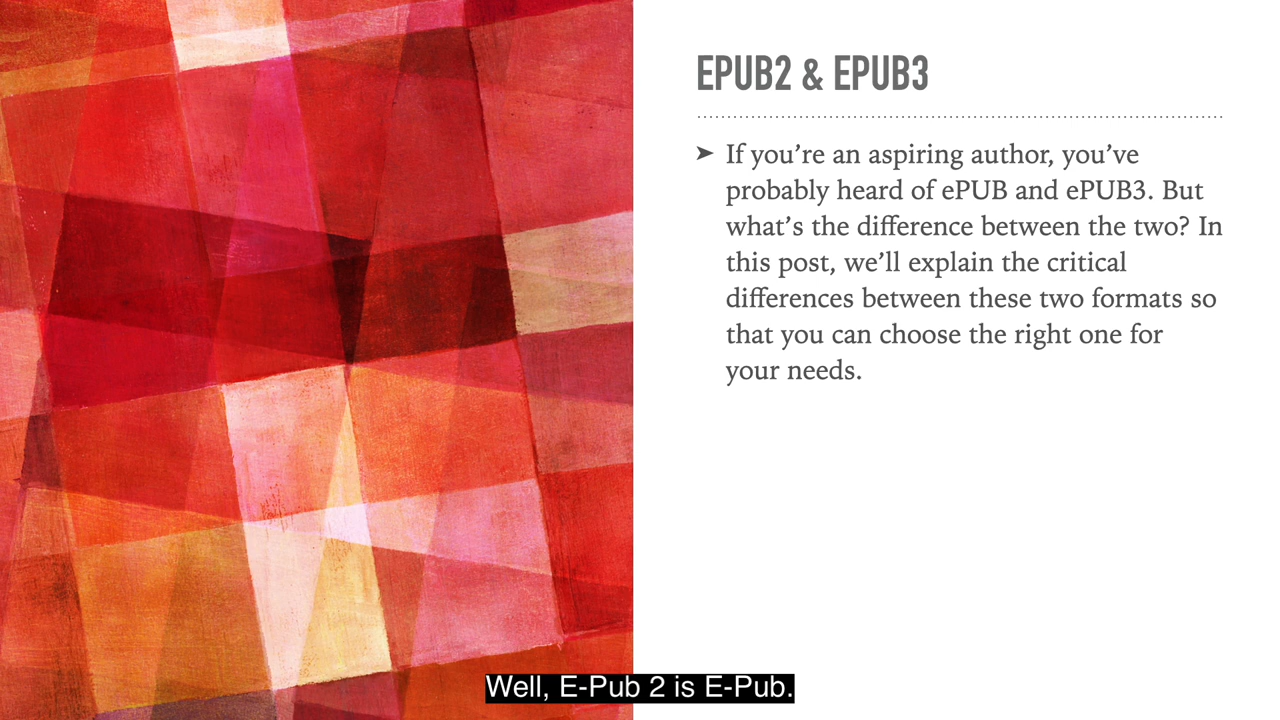 EPUB2 & EPUB3
➤ If you’re an aspiring author, you’ve
probably heard of ePUB and ePUB3. But
what’s the difference between the two? In
this post, we’ll explain the critical
differences between these two formats so
that you can choose the right one for
your needs.
Well, E-Pub 2 is E-Pub.